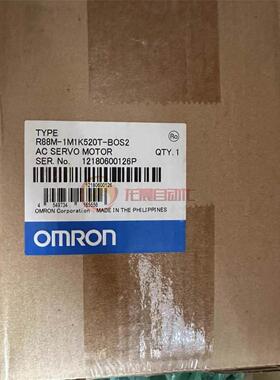 TYPE
R88M-1M1K520T-BOS2
AC SERVO MOTOR QTY. 1
SER. No. 12180600126P
12180600126
OMRON Corporation MADE IN THE PHILIPPINES
OMRON